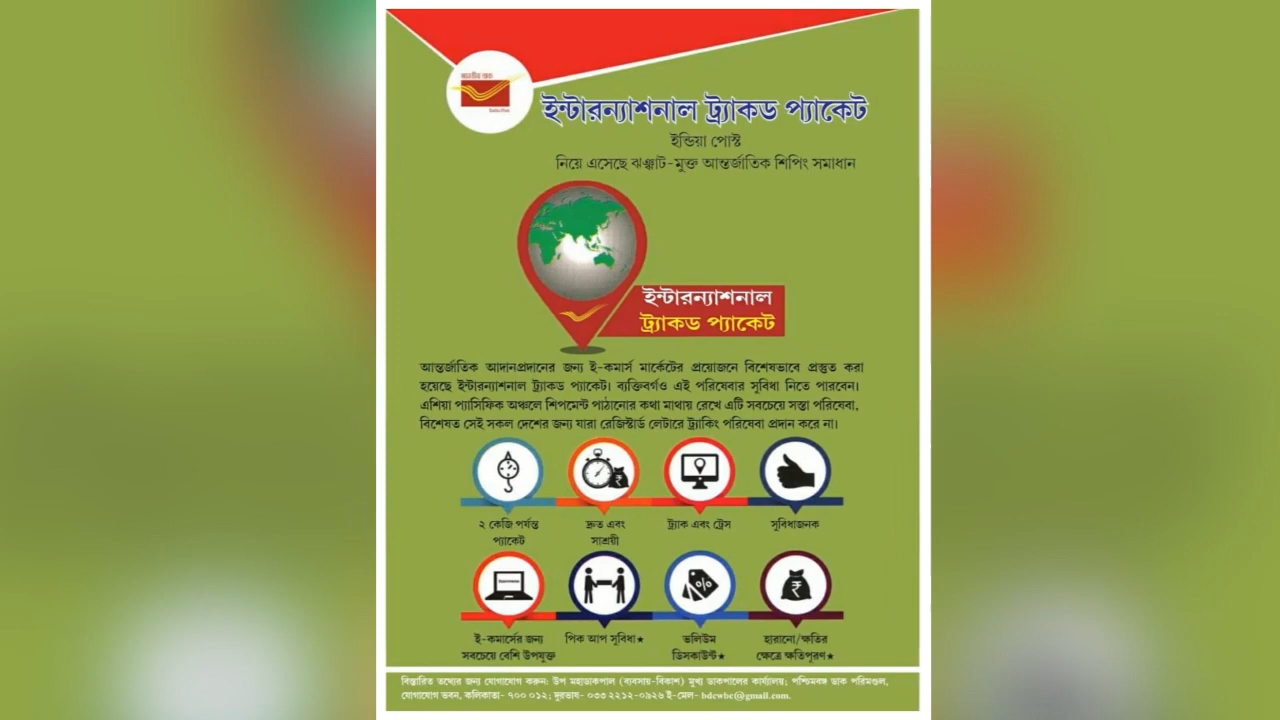 ভারতীয় ডাক
India Post
ইন্টারন্যাশনাল ট্র্যাকড প্যাকেট
ইন্ডিয়া পোস্ট
নিয়ে এসেছে ঝঞ্ঝাট-মুক্ত আন্তর্জাতিক শিপিং সমাধান
ইন্টারন্যাশনাল
ট্র্যাকড প্যাকেট
আন্তর্জাতিক আদানপ্রদানের জন্য ই-কমার্স মার্কেটের প্রয়োজনে বিশেষভাবে প্রস্তুত করা
হয়েছে ইন্টারন্যাশনাল ট্র্যাকড প্যাকেট। ব্যক্তিবর্গও এই পরিষেবার সুবিধা নিতে পারবেন।
এশিয়া প্যাসিফিক অঞ্চলে শিপমেন্ট পাঠানোর কথা মাথায় রেখে এটি সবচেয়ে সস্তা পরিষেবা,
বিশেষত সেই সকল দেশের জন্য যারা রেজিস্টার্ড লেটারে ট্র্যাকিং পরিষেবা প্রদান করে না।
২ কেজি পর্যন্ত
প্যাকেট
দ্রুত এবং
সাশ্রয়ী
ট্র্যাক এবং ট্রেস
সুবিধাজনক
ই-কমার্সের জন্য
সবচেয়ে বেশি উপযুক্ত
পিক আপ সুবিধা★
ভলিউম
ডিসকাউন্ট★
হারানো/ক্ষতির
ক্ষেত্রে ক্ষতিপূরণ★
বিস্তারিত তথ্যের জন্য যোগাযোগ করুন: উপ মহাডাকপাল (ব্যবসায়-বিকাশ) মুখ্য ডাকপালের কার্য্যালয়; পশ্চিমবঙ্গ ডাক পরিমণ্ডল,
যোগাযোগ ভবন, কলিকাতা- ৭০০ ০১২; দুরভাষ- ০৩৩ ২২১২-০৯২৬ ই-মেল- bdcwbc@gmail.com.